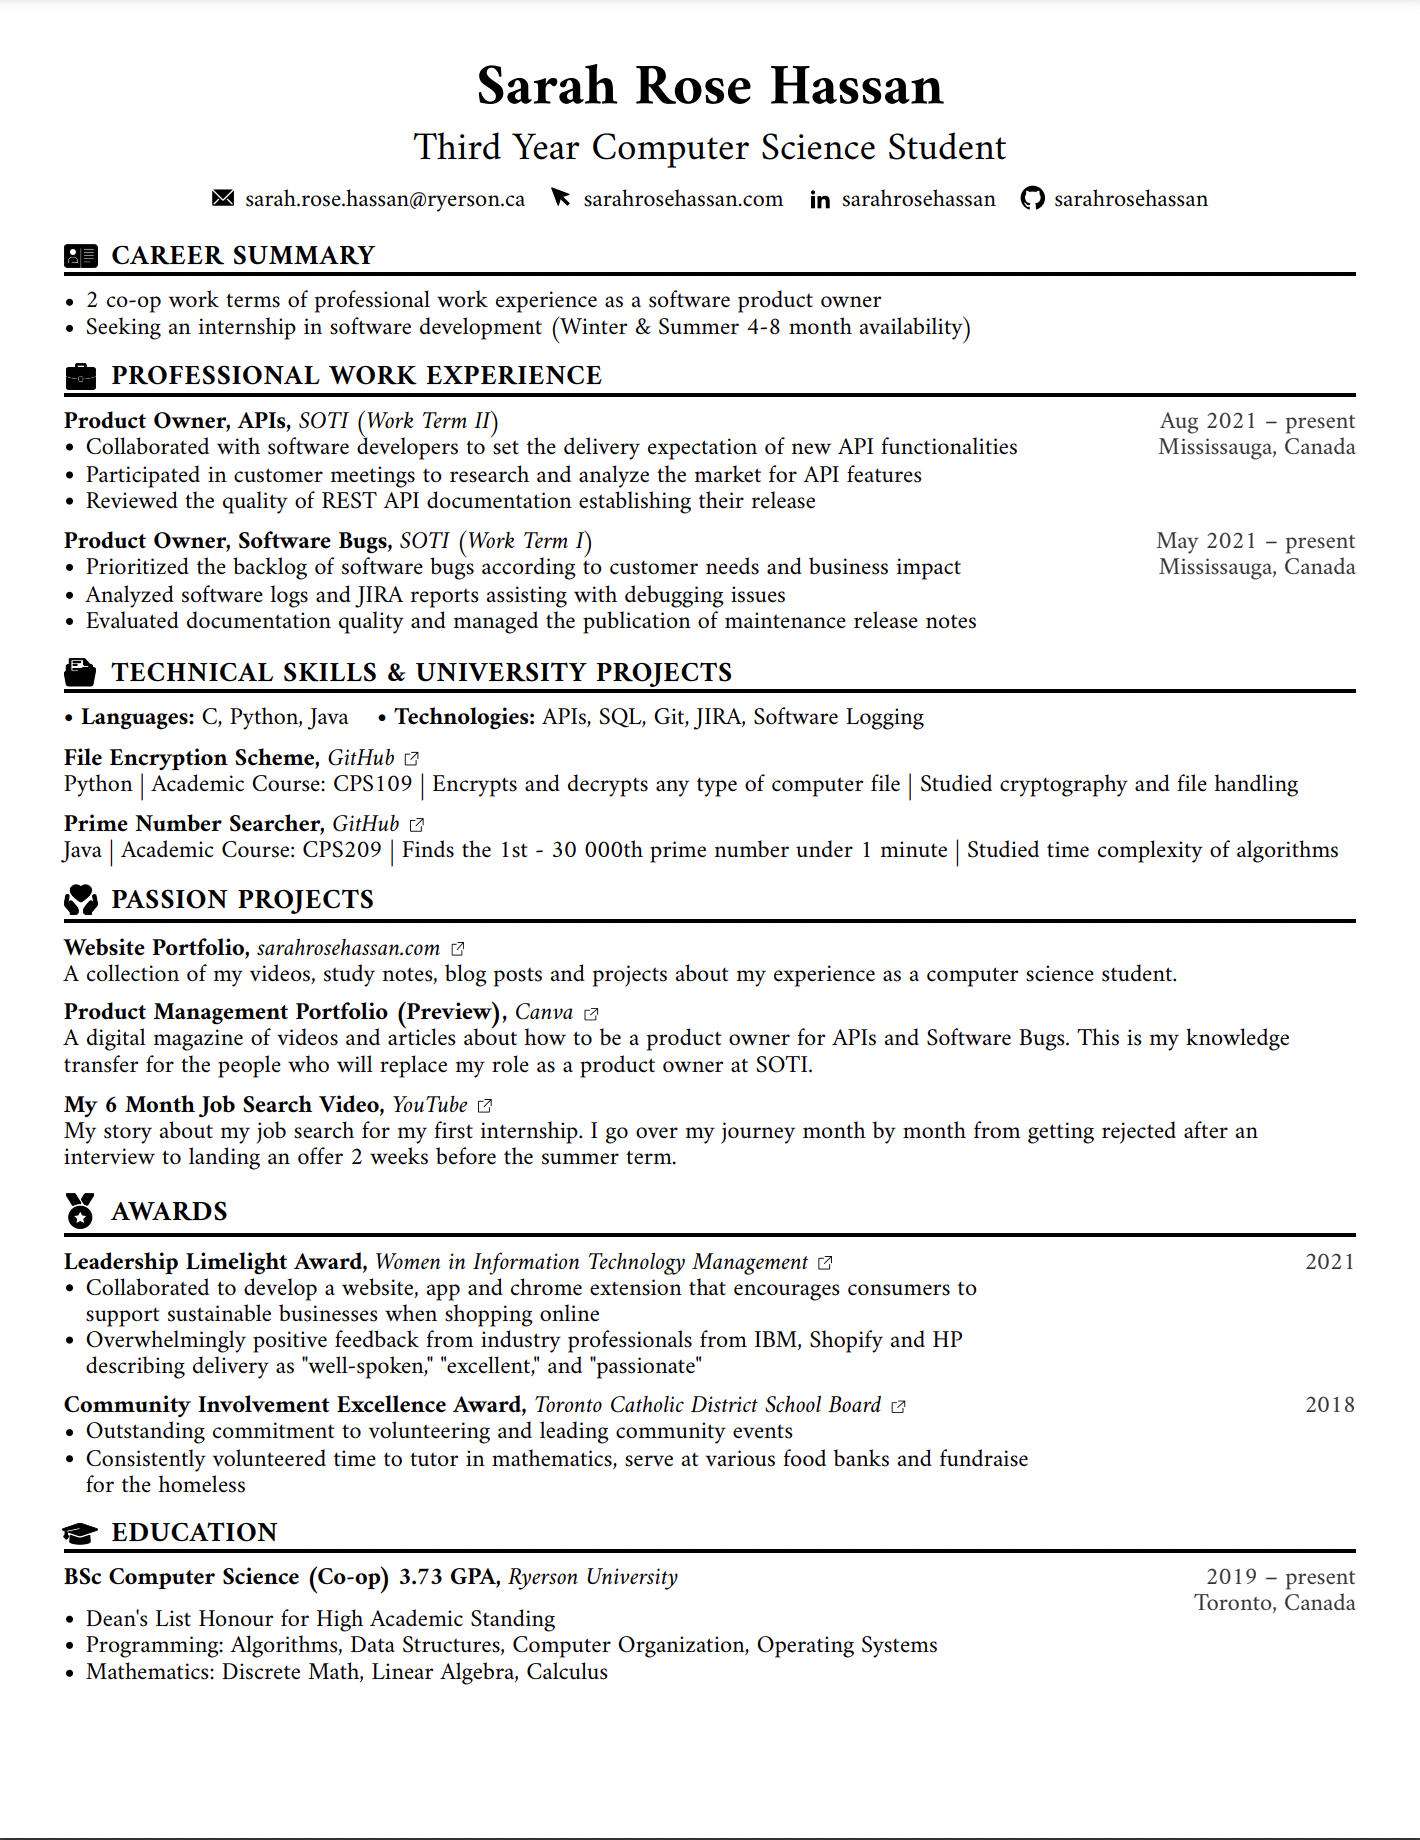 Sarah Rose Hassan
Third Year Computer Science Student
sarah.rose.hassan@ryerson.ca sarahrosehassan.com sarahrosehassan sarahrosehassan
CAREER SUMMARY
• 2 co-op work terms of professional work experience as a software product owner
• Seeking an internship in software development (Winter & Summer 4-8 month availability)
PROFESSIONAL WORK EXPERIENCE
Product Owner, APIs, SOTI (Work Term II) Aug 2021 – present
• Collaborated with software developers to set the delivery expectation of new API functionalities Mississauga, Canada
• Participated in customer meetings to research and analyze the market for API features
• Reviewed the quality of REST API documentation establishing their release
Product Owner, Software Bugs, SOTI (Work Term I) May 2021 – present
• Prioritized the backlog of software bugs according to customer needs and business impact Mississauga, Canada
• Analyzed software logs and JIRA reports assisting with debugging issues
• Evaluated documentation quality and managed the publication of maintenance release notes
TECHNICAL SKILLS & UNIVERSITY PROJECTS
• Languages: C, Python, Java • Technologies: APIs, SQL, Git, JIRA, Software Logging
File Encryption Scheme, GitHub
Python | Academic Course: CPS109 | Encrypts and decrypts any type of computer file | Studied cryptography and file handling
Prime Number Searcher, GitHub
Java | Academic Course: CPS209 | Finds the 1st - 30 000th prime number under 1 minute | Studied time complexity of algorithms
PASSION PROJECTS
Website Portfolio, sarahrosehassan.com
A collection of my videos, study notes, blog posts and projects about my experience as a computer science student.
Product Management Portfolio (Preview), Canva
A digital magazine of videos and articles about how to be a product owner for APIs and Software Bugs. This is my knowledge
transfer for the people who will replace my role as a product owner at SOTI.
My 6 Month Job Search Video, YouTube
My story about my job search for my first internship. I go over my journey month by month from getting rejected after an
interview to landing an offer 2 weeks before the summer term.
AWARDS
Leadership Limelight Award, Women in Information Technology Management 2021
• Collaborated to develop a website, app and chrome extension that encourages consumers to
support sustainable businesses when shopping online
• Overwhelmingly positive feedback from industry professionals from IBM, Shopify and HP
describing delivery as "well-spoken," "excellent," and "passionate"
Community Involvement Excellence Award, Toronto Catholic District School Board 2018
• Outstanding commitment to volunteering and leading community events
• Consistently volunteered time to tutor in mathematics, serve at various food banks and fundraise
for the homeless
EDUCATION
BSc Computer Science (Co-op) 3.73 GPA, Ryerson University 2019 – present
Toronto, Canada
• Dean's List Honour for High Academic Standing
• Programming: Algorithms, Data Structures, Computer Organization, Operating Systems
• Mathematics: Discrete Math, Linear Algebra, Calculus